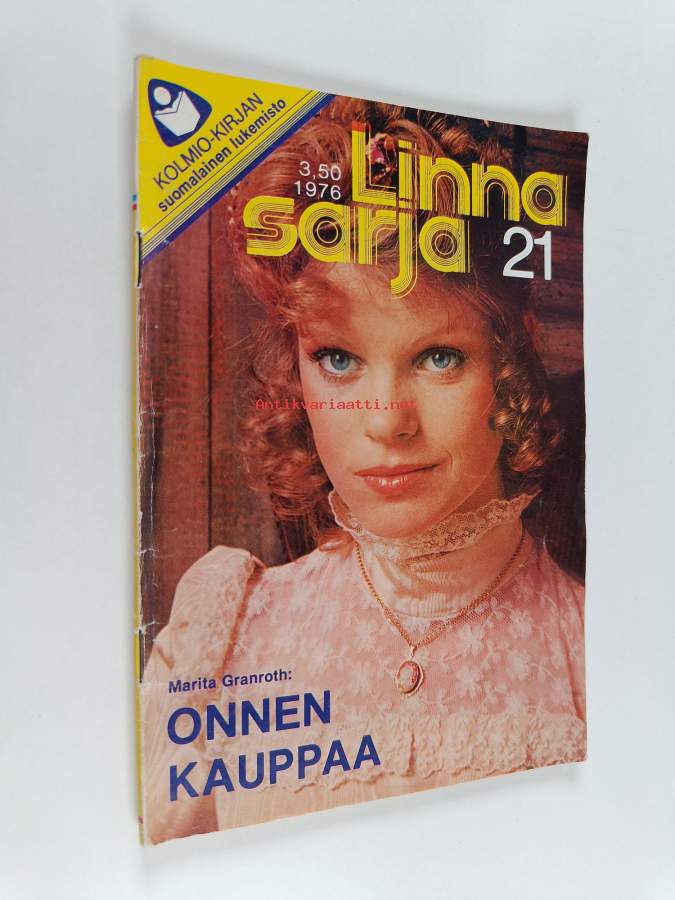 KOLMIO-KIRJAN
suomalainen lukemisto
3,50
1976
Linna
sarja 21
Antikvariaatti.net
Marita Granroth:
ONNEN
KAUPPAA